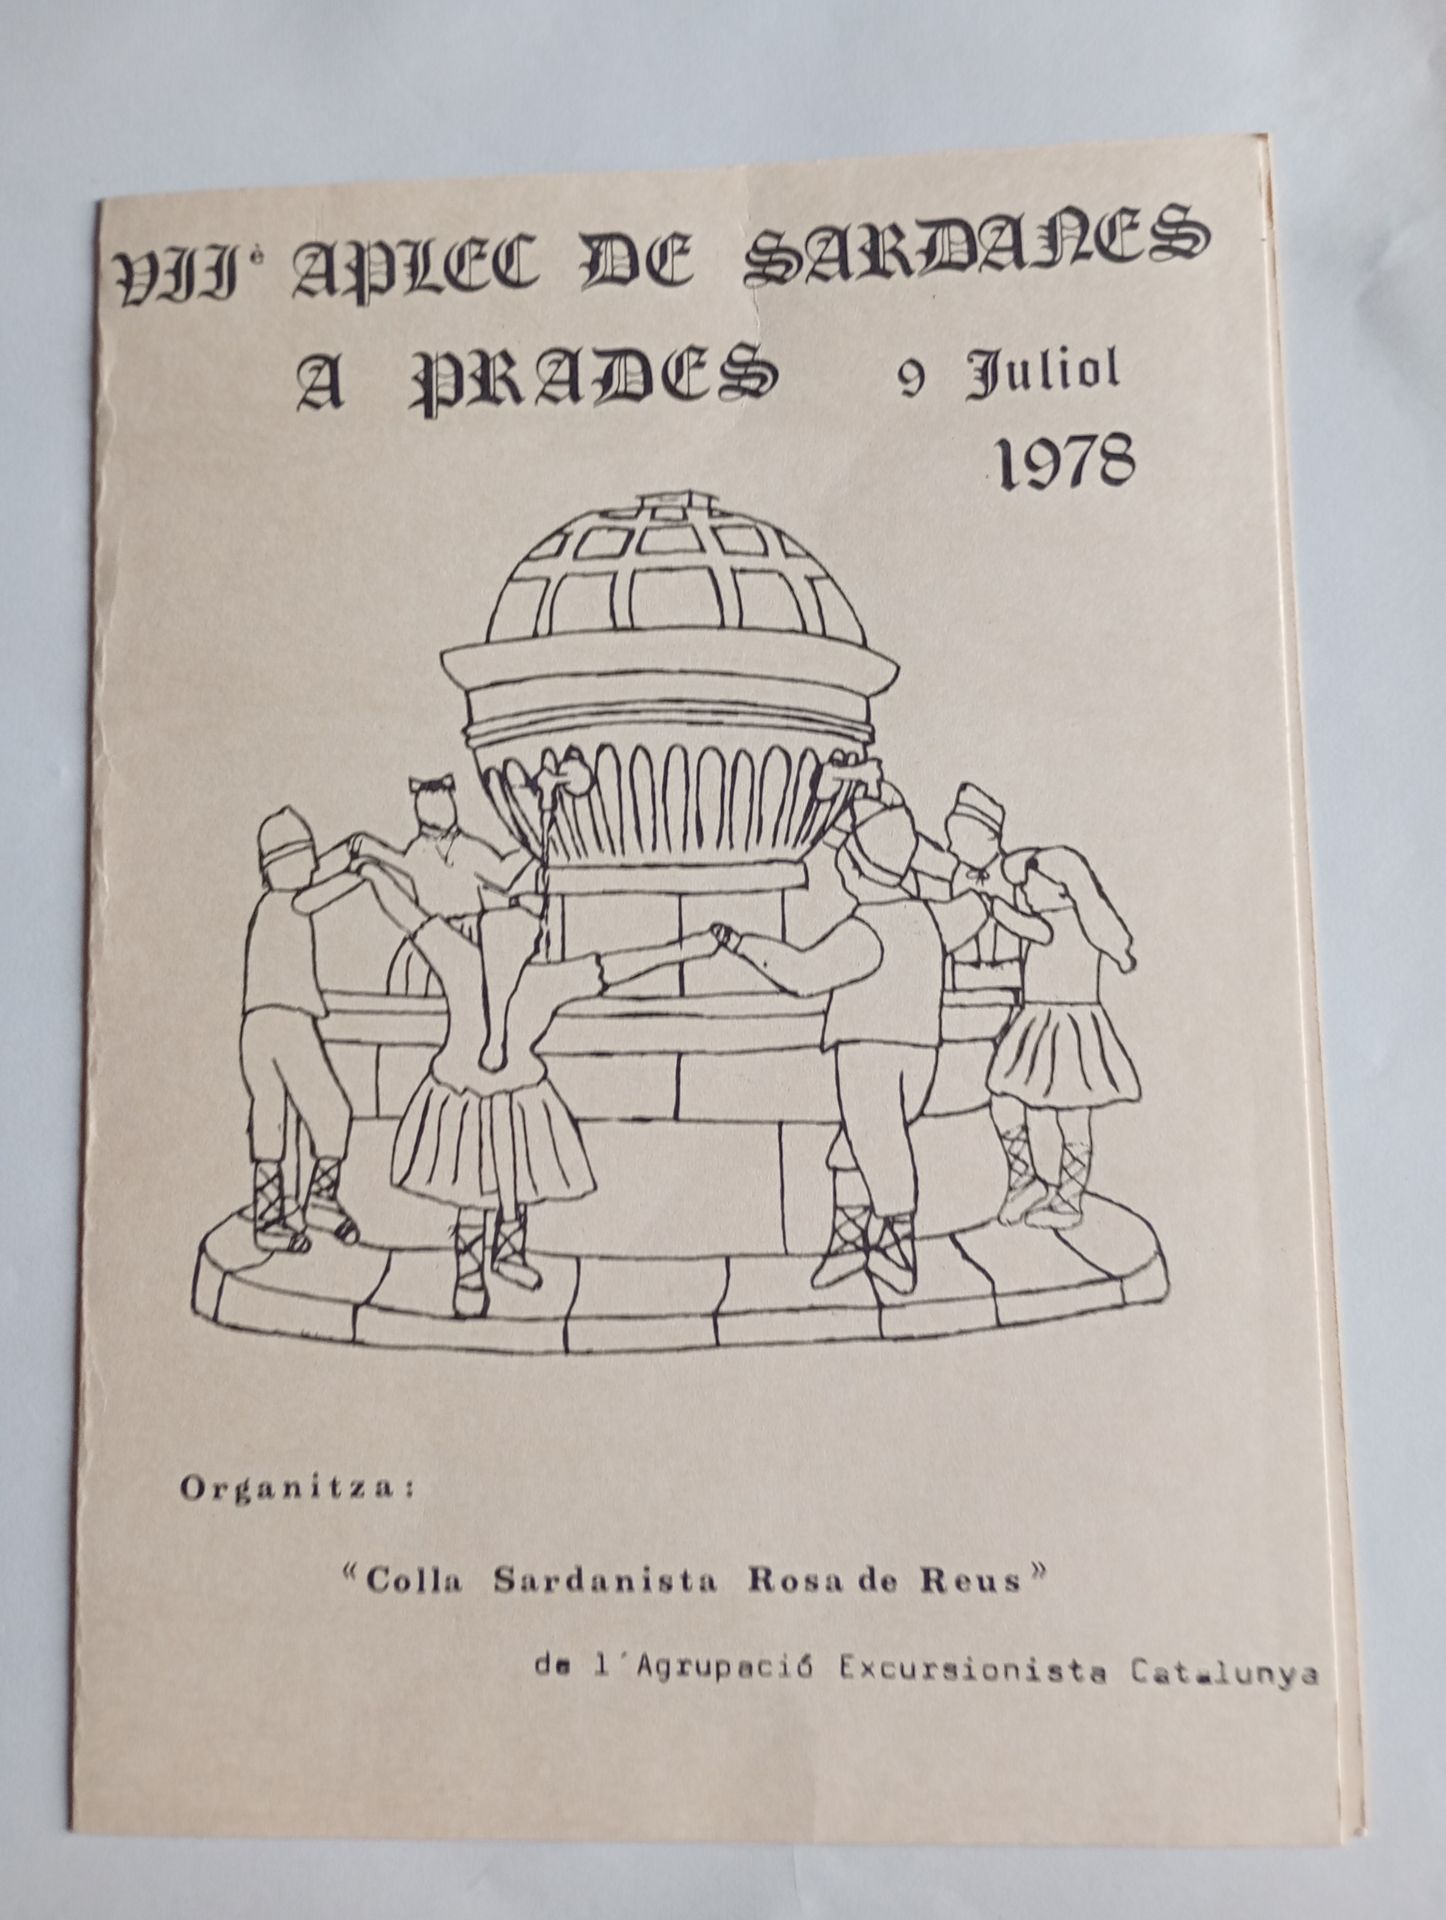 VIIè APLEC DE SARDANES
A PRADES 9 Juliol
1978
Organitza:
“Colla Sardanista Rosa de Reus”
de l´Agrupació Excursionista Catalunya